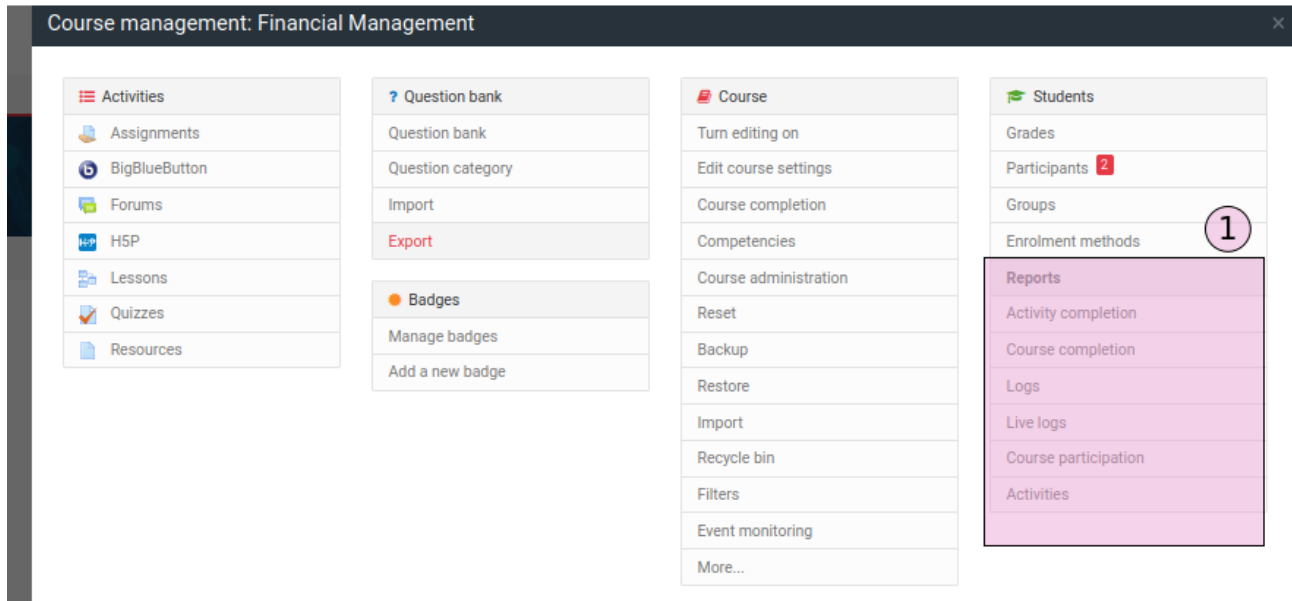 Course management: Financial Management
×
Activities
Assignments
BigBlueButton
Forums
H5P
H5P
Lessons
Quizzes
Resources
? Question bank
Question bank
Question category
Import
Export
Badges
Manage badges
Add a new badge
Course
Turn editing on
Edit course settings
Course completion
Competencies
Course administration
Reset
Backup
Restore
Import
Recycle bin
Filters
Event monitoring
More...
Students
Grades
Participants 2
Groups
1
Enrolment methods
Reports
Activity completion
Course completion
Logs
Live logs
Course participation
Activities